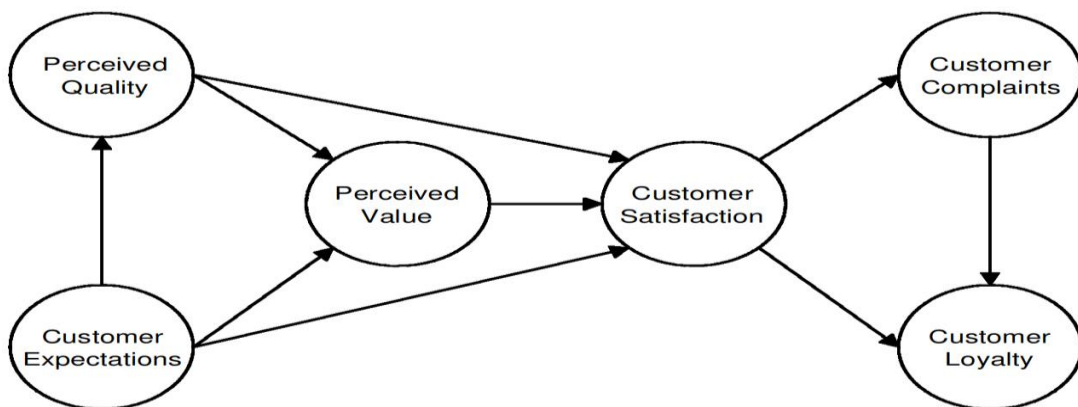 Perceived
Quality
Customer
Complaints
Perceived
Value
Customer
Satisfaction
Customer
Expectations
Customer
Loyalty